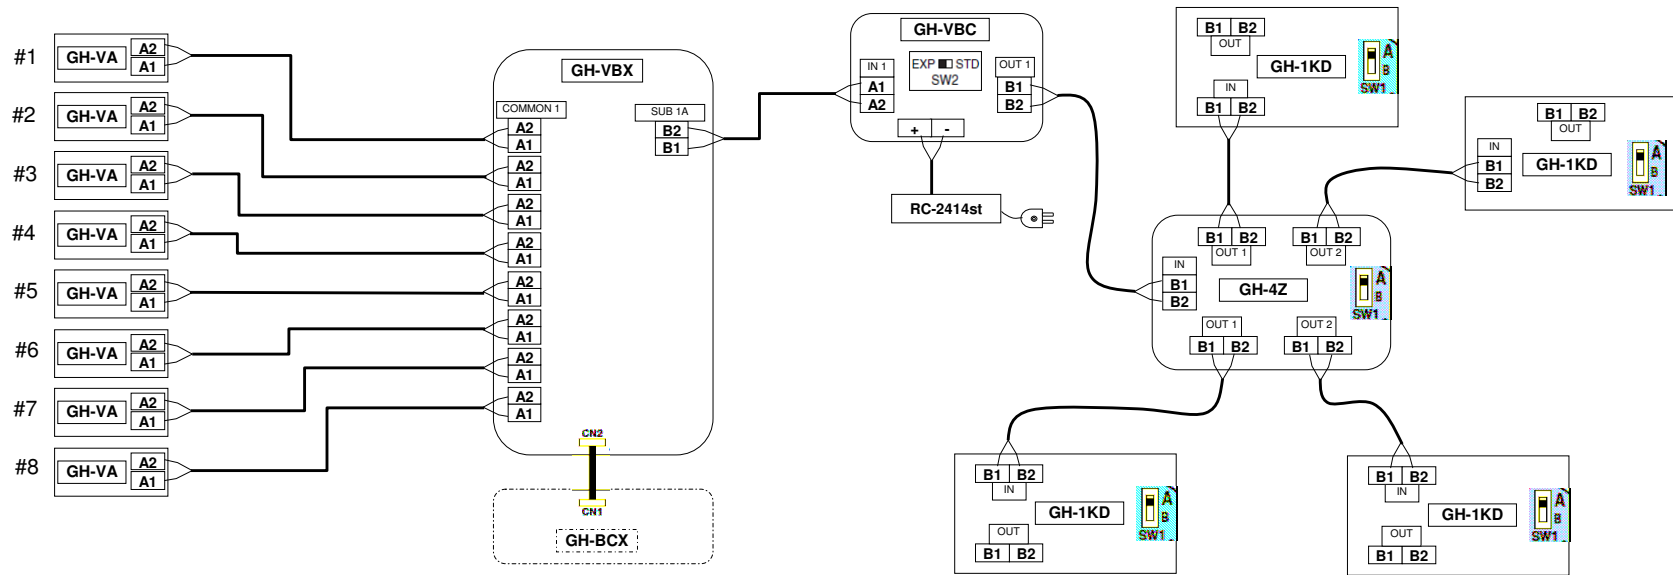 #1
GH-VA
A2
A1
#2
GH-VA
A2
A1
#3
GH-VA
A2
A1
#4
GH-VA
A2
A1
#5
GH-VA
A2
A1
#6
GH-VA
A2
A1
#7
GH-VA
A2
A1
#8
GH-VA
A2
A1
GH-VBX
COMMON 1
A2
A1
A2
A1
A2
A1
A2
A1
A2
A1
A2
A1
A2
A1
A2
A1
SUB 1A
B2
B1
CN2
CN1
GH-BCX
GH-VBC
IN 1
A1
A2
EXP STD
SW2
OUT 1
B1
B2
+ -
RC-2414st
B1 B2
OUT
GH-1KD
IN
B1 B2
A
B
SW1
B1 B2
OUT
IN
B1
B2
GH-1KD
A
B
SW1
B1 B2
OUT 1
B1 B2
OUT 2
IN
B1
B2
GH-4Z
A
B
SW1
OUT 1
B1 B2
OUT 2
B1 B2
B1 B2
IN
GH-1KD
OUT
B1 B2
A
B
SW1
B1 B2
IN
GH-1KD
OUT
B1 B2
A
B
SW1